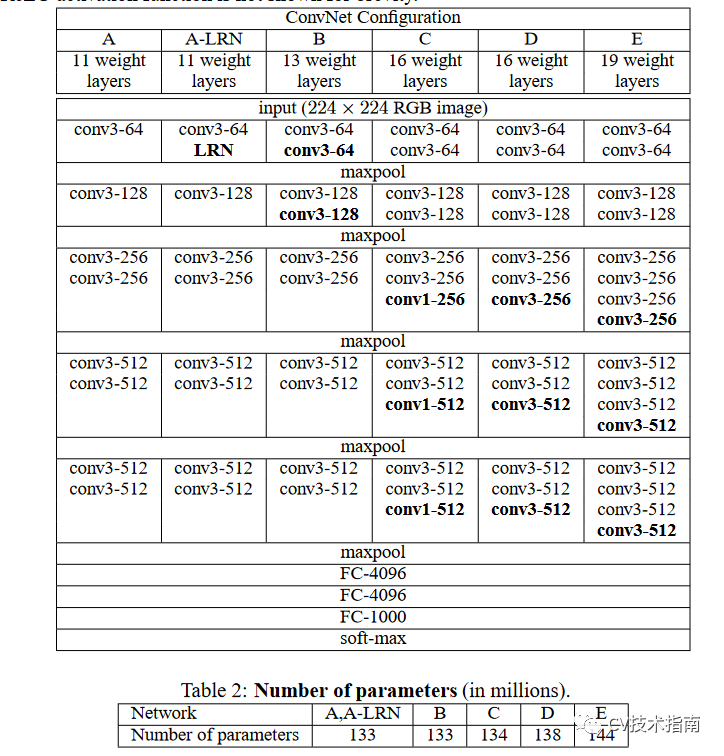 activation function is not shown for brevity.
ConvNet Configuration
A A-LRN B C D E
11 weight 11 weight 13 weight 16 weight 16 weight 19 weight
layers layers layers layers layers layers
input (224 × 224 RGB image)
conv3-64 conv3-64 conv3-64 conv3-64 conv3-64 conv3-64
LRN conv3-64 conv3-64 conv3-64 conv3-64
maxpool
conv3-128 conv3-128 conv3-128 conv3-128 conv3-128 conv3-128
conv3-128 conv3-128 conv3-128 conv3-128
maxpool
conv3-256 conv3-256 conv3-256 conv3-256 conv3-256 conv3-256
conv3-256 conv3-256 conv3-256 conv3-256 conv3-256 conv3-256
conv1-256 conv3-256 conv3-256
conv3-256
maxpool
conv3-512 conv3-512 conv3-512 conv3-512 conv3-512 conv3-512
conv3-512 conv3-512 conv3-512 conv3-512 conv3-512 conv3-512
conv1-512 conv3-512 conv3-512
conv3-512
maxpool
conv3-512 conv3-512 conv3-512 conv3-512 conv3-512 conv3-512
conv3-512 conv3-512 conv3-512 conv3-512 conv3-512 conv3-512
conv1-512 conv3-512 conv3-512
conv3-512
maxpool
FC-4096
FC-4096
FC-1000
soft-max
Table 2: Number of parameters (in millions).
Network A,A-LRN B C D E
Number of parameters 133 133 134 138 144
CV技术指南